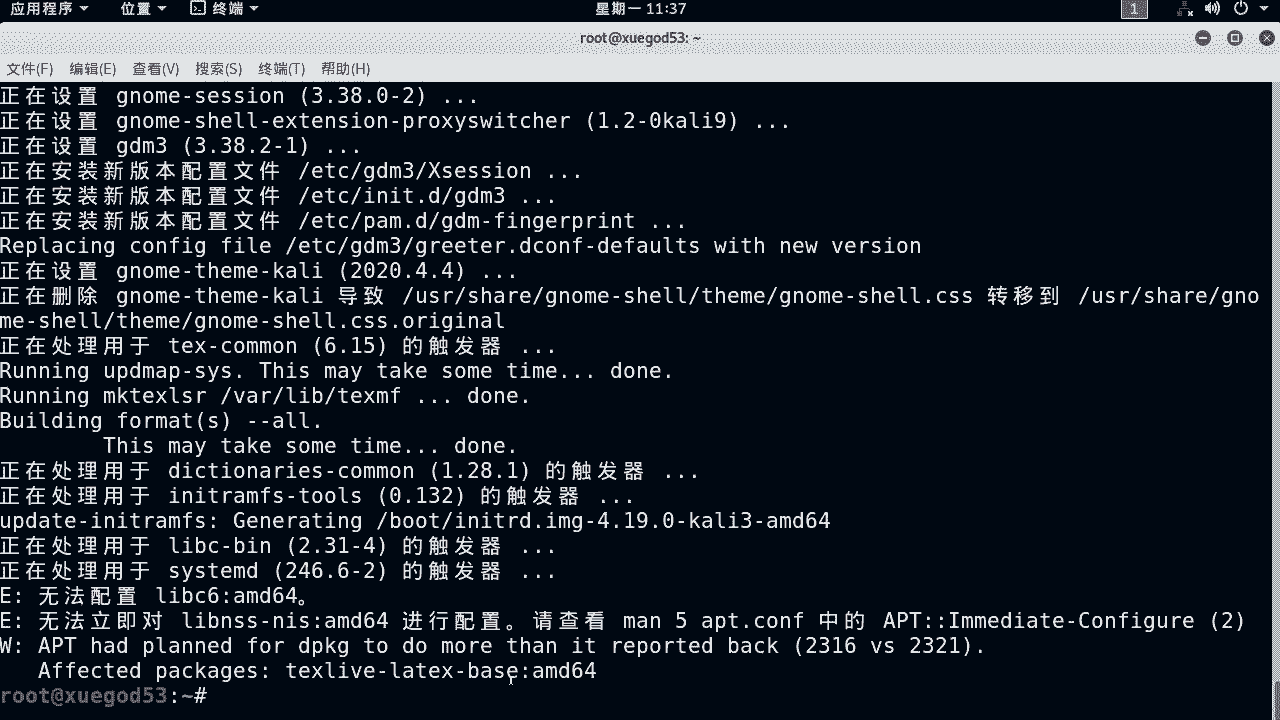 应用程序 位置 终端 星期一 11:37 1
root@xuegod53: ~
文件(F) 编辑(E) 查看(V) 搜索(S) 终端(T) 帮助(H)
正在设置 gnome-session (3.38.0-2) ...
正在设置 gnome-shell-extension-proxyswitcher (1.2-0kali9) ...
正在设置 gdm3 (3.38.2-1) ...
正在安装新版本配置文件 /etc/gdm3/Xsession ...
正在安装新版本配置文件 /etc/init.d/gdm3 ...
正在安装新版本配置文件 /etc/pam.d/gdm-fingerprint ...
Replacing config file /etc/gdm3/greeter.dconf-defaults with new version
正在设置 gnome-theme-kali (2020.4.4) ...
正在删除 gnome-theme-kali 导致 /usr/share/gnome-shell/theme/gnome-shell.css 转移到 /usr/share/gno
me-shell/theme/gnome-shell.css.original
正在处理用于 tex-common (6.15) 的触发器 ...
Running updmap-sys. This may take some time... done.
Running mktexlsr /var/lib/texmf ... done.
Building format(s) --all.
This may take some time... done.
正在处理用于 dictionaries-common (1.28.1) 的触发器 ...
正在处理用于 initramfs-tools (0.132) 的触发器 ...
update-initramfs: Generating /boot/initrd.img-4.19.0-kali3-amd64
正在处理用于 libc-bin (2.31-4) 的触发器 ...
正在处理用于 systemd (246.6-2) 的触发器 ...
E: 无法配置 libc6:amd64。
E: 无法立即对 libnss-nis:amd64 进行配置。请查看 man 5 apt.conf 中的 APT::Immediate-Configure (2)
W: APT had planned for dpkg to do more than it reported back (2316 vs 2321).
Affected packages: texlive-latex-base:amd64
root@xuegod53:~#